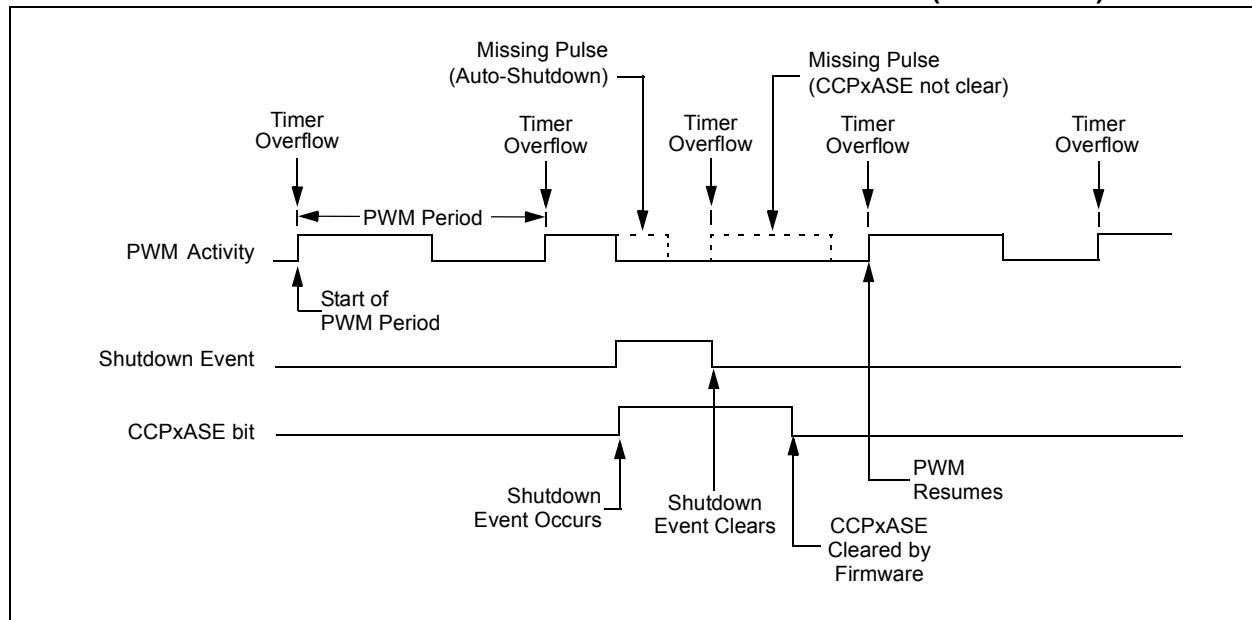 Missing Pulse
(Auto-Shutdown)
Missing Pulse
(CCPxASE not clear)
Timer
Overflow
Timer
Overflow
Timer
Overflow
Timer
Overflow
Timer
Overflow
PWM Period
PWM Activity
Start of
PWM Period
Shutdown Event
CCPxASE bit
Shutdown
Event Occurs
Shutdown
Event Clears
CCPxASE
Cleared by
Firmware
PWM
Resumes